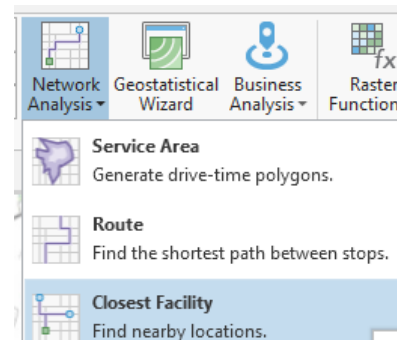 Network Geostatistical Business Raster
Analysis Wizard Analysis Function
fx
Service Area
Generate drive-time polygons.
Route
Find the shortest path between stops.
Closest Facility
Find nearby locations.